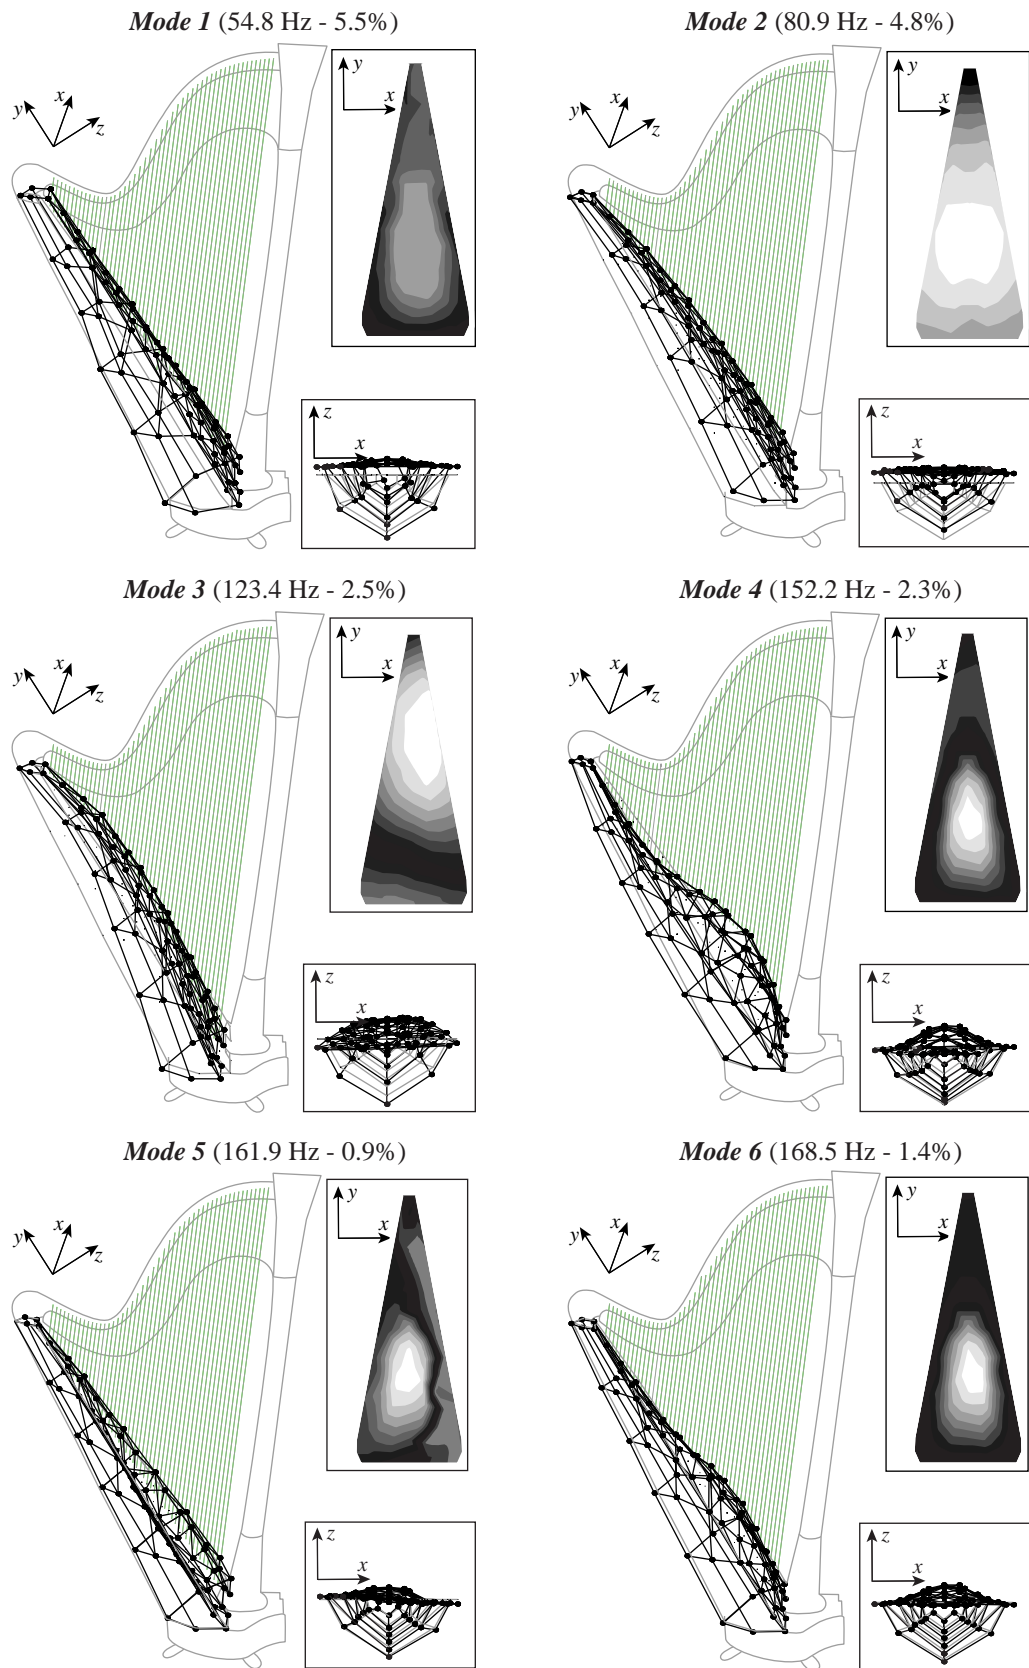 Mode 1 (54.8 Hz - 5.5%)
y
x
z
y
x
z
x
Mode 2 (80.9 Hz - 4.8%)
y
x
z
y
x
z
x
Mode 3 (123.4 Hz - 2.5%)
y
x
z
y
x
z
x
Mode 4 (152.2 Hz - 2.3%)
y
x
z
y
x
z
x
Mode 5 (161.9 Hz - 0.9%)
y
x
z
y
x
z
x
Mode 6 (168.5 Hz - 1.4%)
y
x
z
y
x
z
x